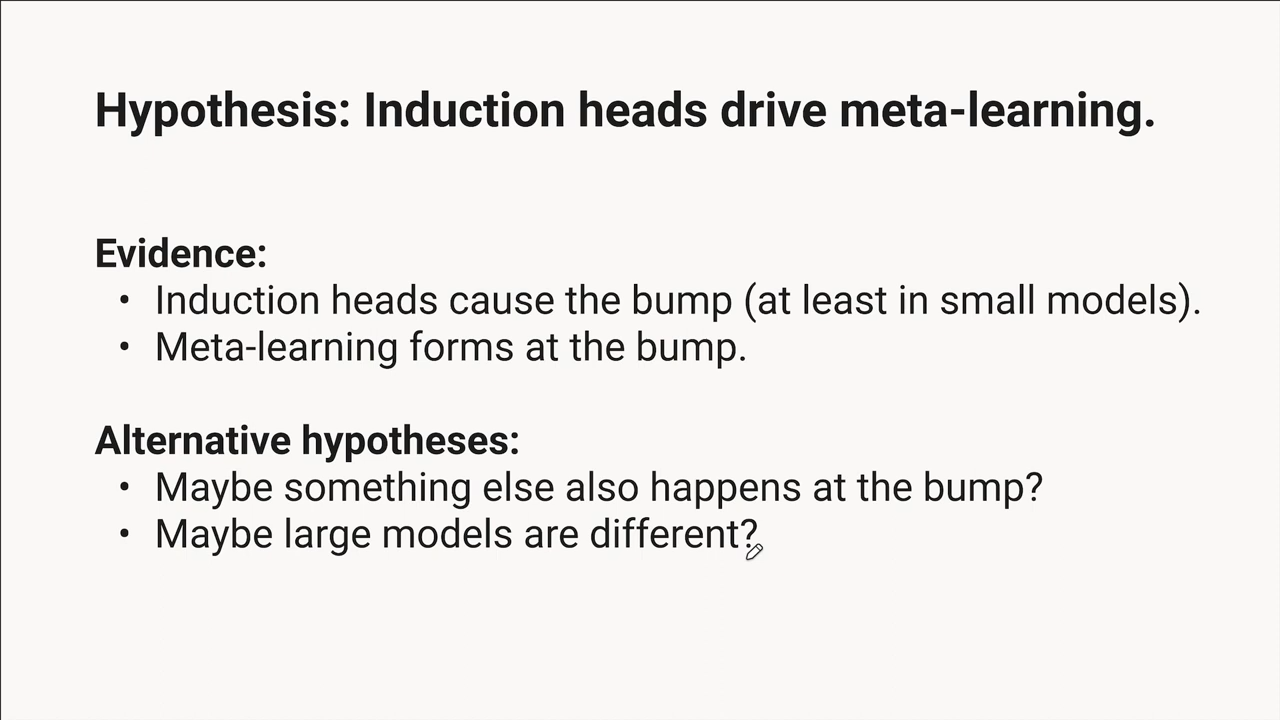 Hypothesis: Induction heads drive meta-learning.
Evidence:
• Induction heads cause the bump (at least in small models).
• Meta-learning forms at the bump.
Alternative hypotheses:
• Maybe something else also happens at the bump?
• Maybe large models are different?